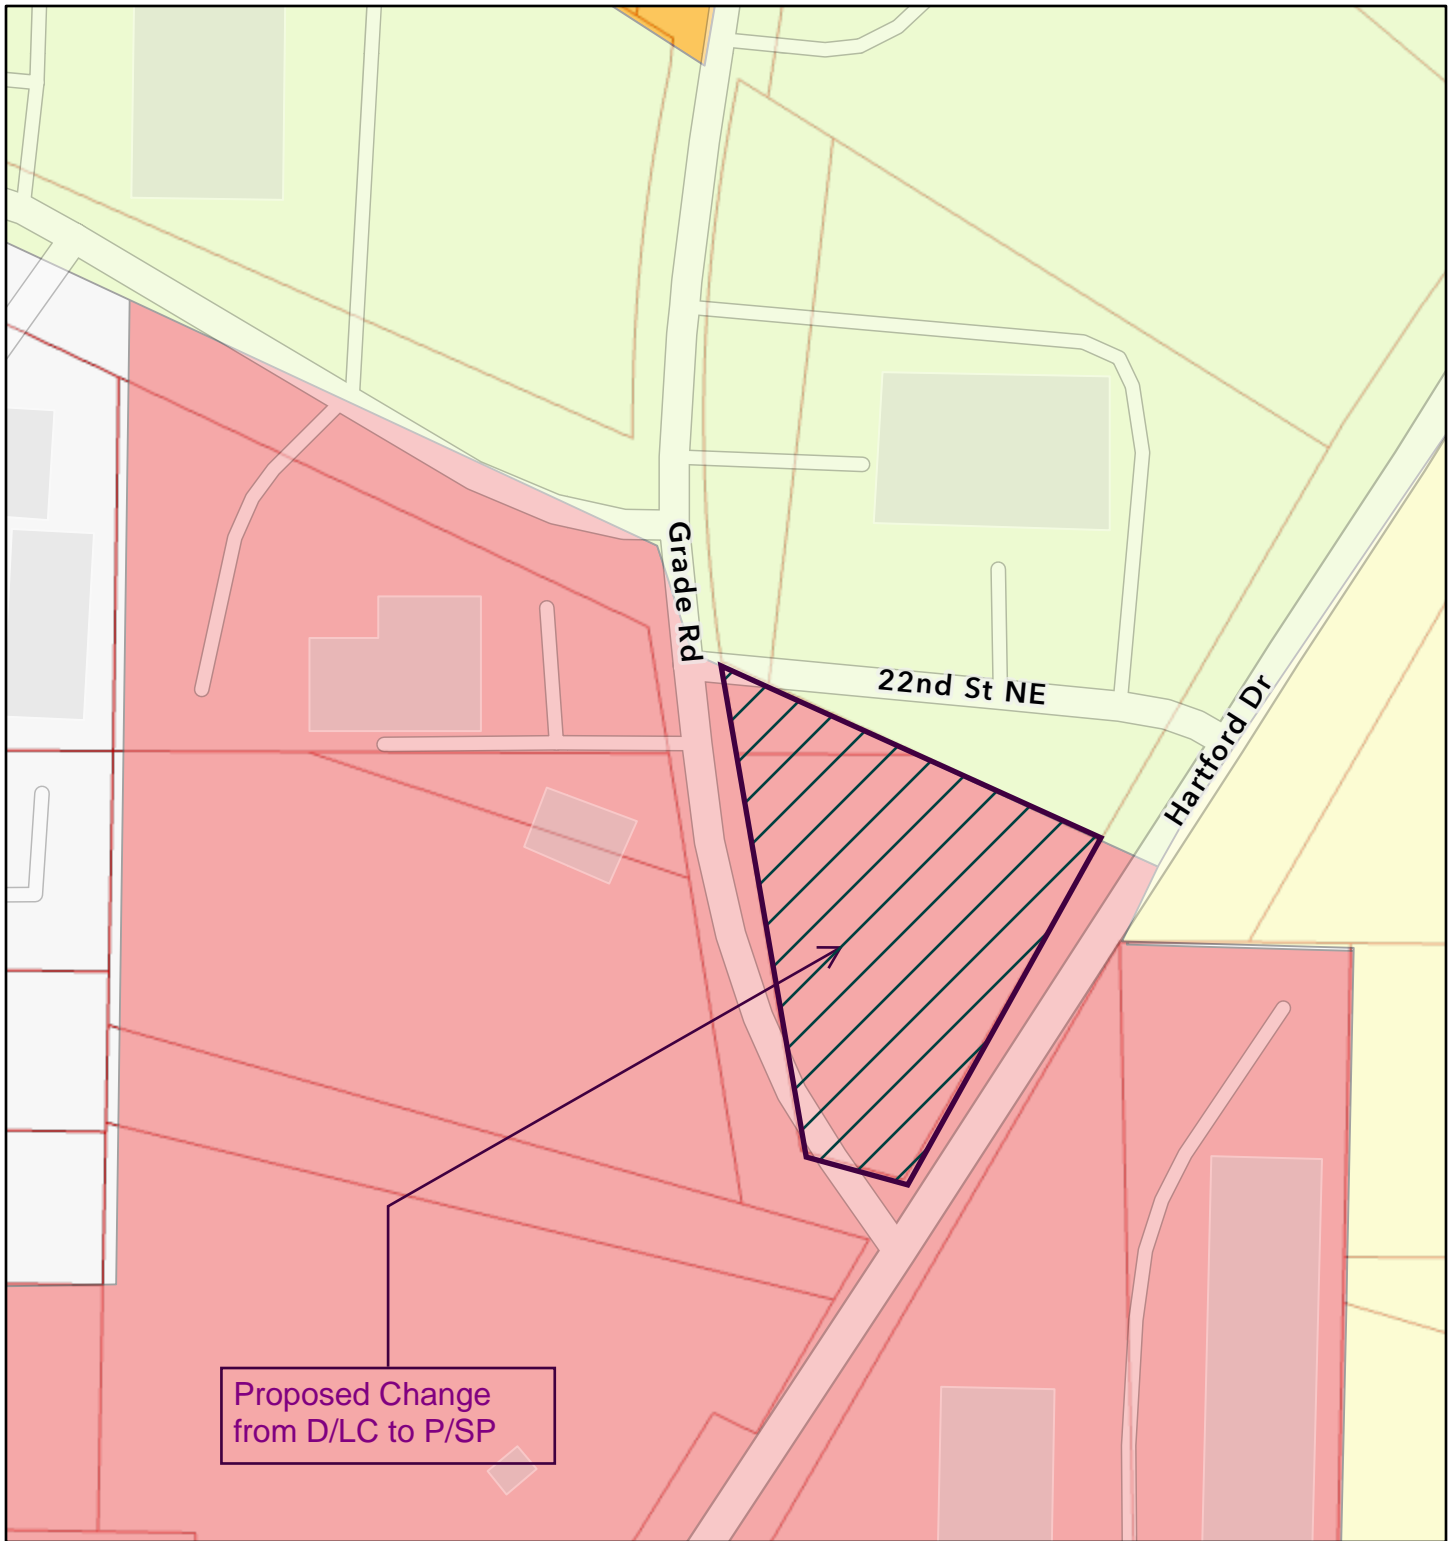 Grade Rd
22nd St NE
Hartford Dr
Proposed Change
from D/LC to P/SP